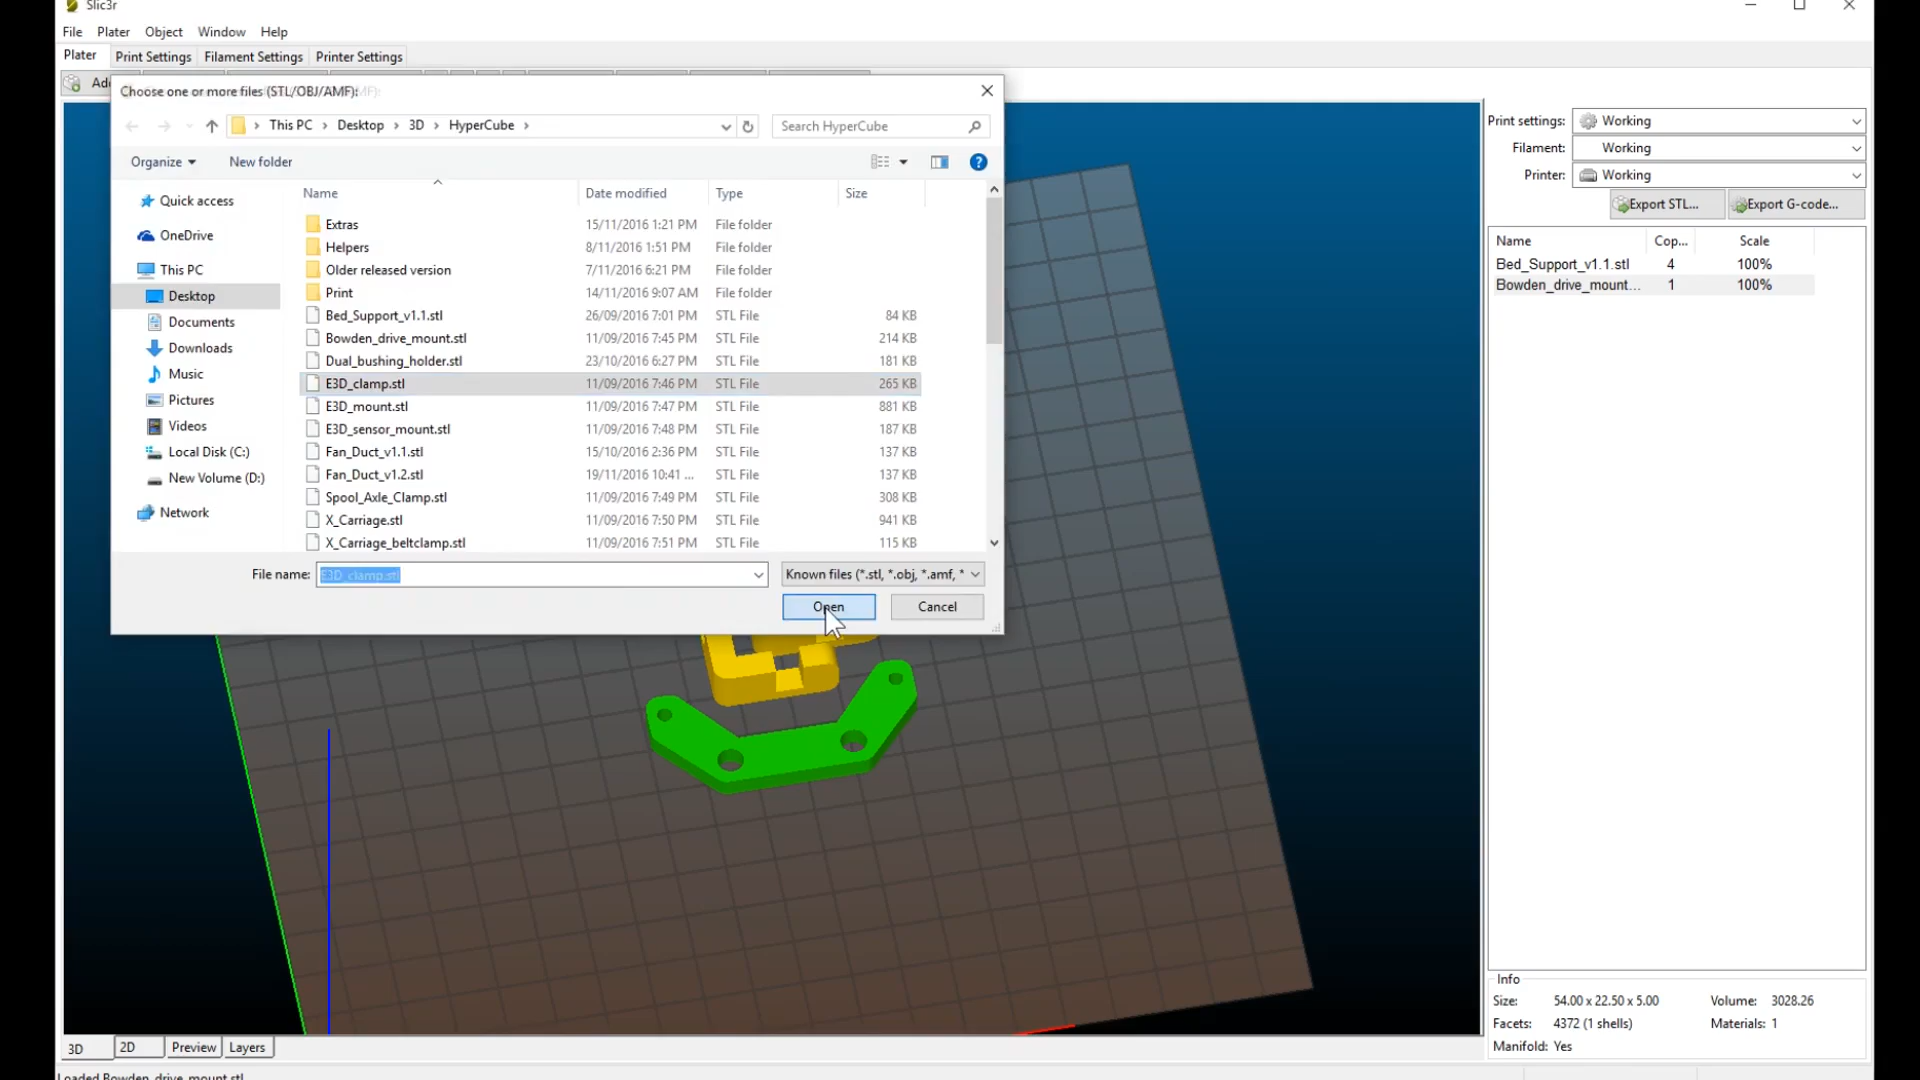 Slic3r
File Plater Object Window Help
Plater Print Settings Filament Settings Printer Settings
Choose one or more files (STL/OBJ/AMF):
This PC > Desktop > 3D > HyperCube >
Search HyperCube
Organize New folder
Name Date modified Type Size
Quick access
OneDrive
This PC
Desktop
Documents
Downloads
Music
Pictures
Videos
Local Disk (C:)
New Volume (D:)
Network
Extras 15/11/2016 1:21 PM File folder
Helpers 8/11/2016 1:51 PM File folder
Older released version 7/11/2016 6:21 PM File folder
Print 14/11/2016 9:07 AM File folder
Bed_Support_v1.1.stl 26/09/2016 7:01 PM STL File 84 KB
Bowden_drive_mount.stl 11/09/2016 7:45 PM STL File 214 KB
Dual_bushing_holder.stl 23/10/2016 6:27 PM STL File 181 KB
E3D_clamp.stl 11/09/2016 7:46 PM STL File 265 KB
E3D_mount.stl 11/09/2016 7:47 PM STL File 881 KB
E3D_sensor_mount.stl 11/09/2016 7:48 PM STL File 187 KB
Fan_Duct_v1.1.stl 15/10/2016 2:36 PM STL File 137 KB
Fan_Duct_v1.2.stl 19/11/2016 10:41 ... STL File 137 KB
Spool_Axle_Clamp.stl 11/09/2016 7:49 PM STL File 308 KB
X_Carriage.stl 11/09/2016 7:50 PM STL File 941 KB
X_Carriage_beltclamp.stl 11/09/2016 7:51 PM STL File 115 KB
File name: E3D_clamp.stl
Known files (*.stl, *.obj, *.amf, *
Open Cancel
Print settings: Working
Filament: Working
Printer: Working
Export STL... Export G-code...
Name Cop... Scale
Bed_Support_v1.1.stl 4 100%
Bowden_drive_mount... 1 100%
Info
Size: 54.00 x 22.50 x 5.00 Volume: 3028.26
Facets: 4372 (1 shells) Materials: 1
Manifold: Yes
3D 2D Preview Layers
Loaded Bowden_drive_mount.stl